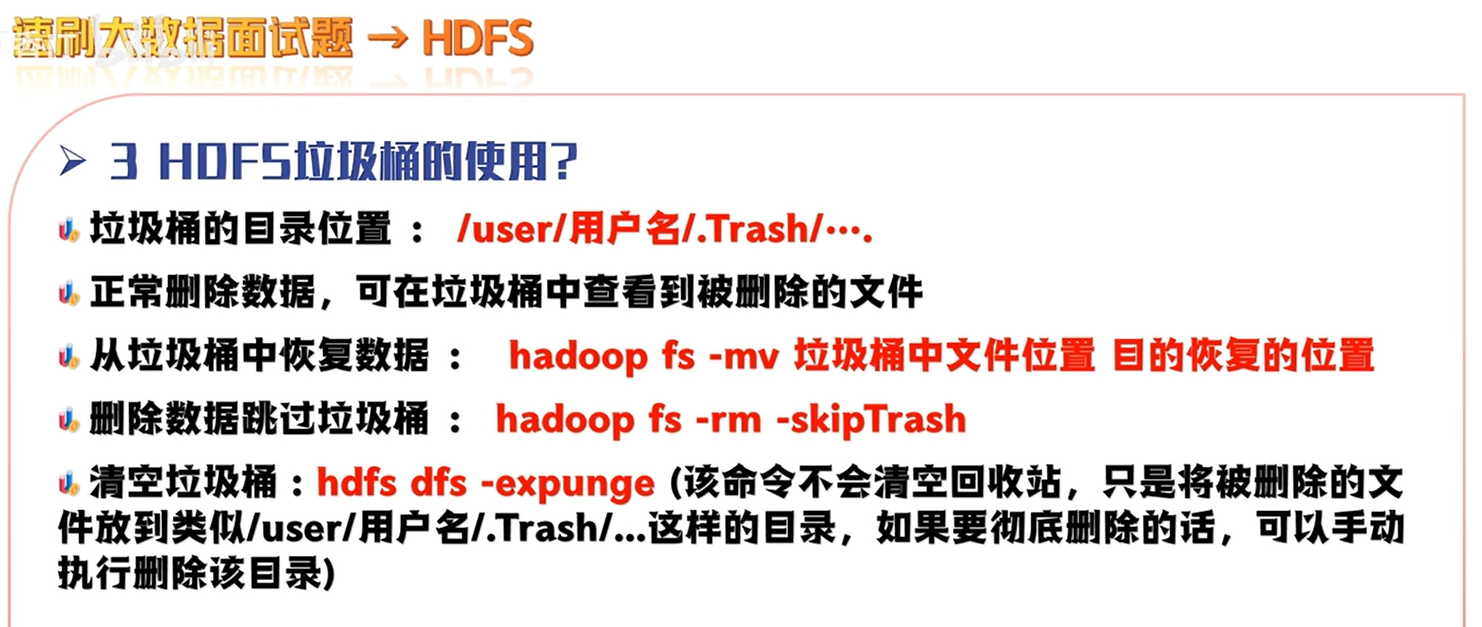 速刷大数据面试题 → HDFS
➢ 3 HDFS垃圾桶的使用?
垃圾桶的目录位置 : /user/用户名/.Trash/….
正常删除数据，可在垃圾桶中查看到被删除的文件
从垃圾桶中恢复数据 : hadoop fs -mv 垃圾桶中文件位置 目的恢复的位置
删除数据跳过垃圾桶 : hadoop fs -rm -skipTrash
清空垃圾桶 : hdfs dfs -expunge (该命令不会清空回收站，只是将被删除的文
件放到类似/user/用户名/.Trash/...这样的目录，如果要彻底删除的话，可以手动
执行删除该目录)